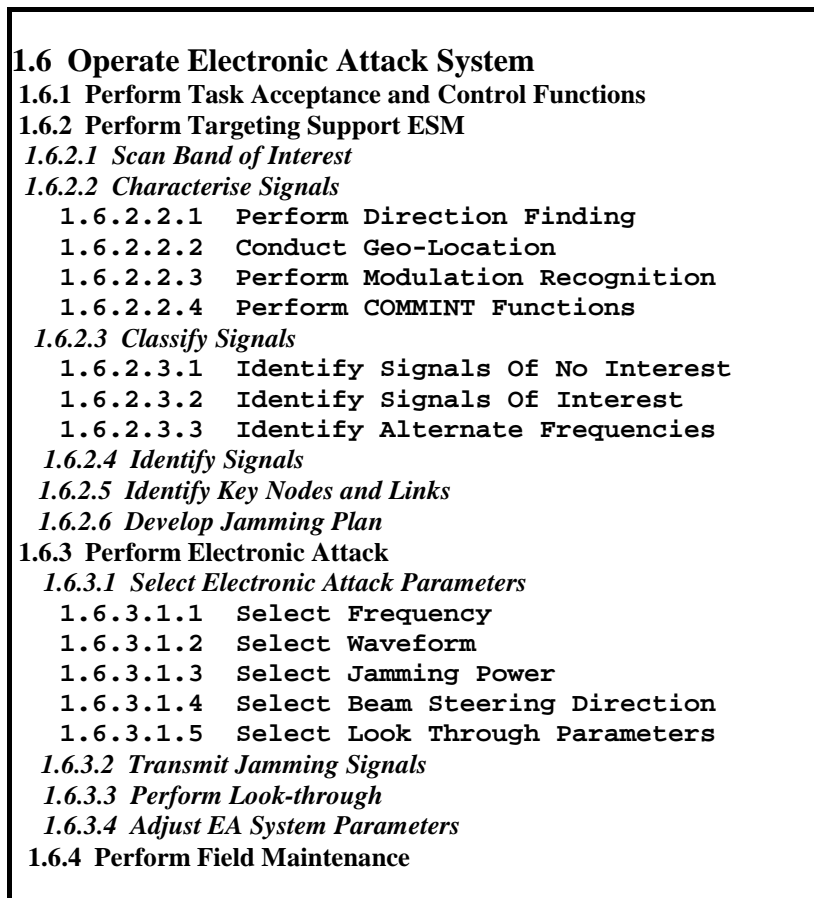 1.6 Operate Electronic Attack System
1.6.1 Perform Task Acceptance and Control Functions
1.6.2 Perform Targeting Support ESM
1.6.2.1 Scan Band of Interest
1.6.2.2 Characterise Signals
1.6.2.2.1 Perform Direction Finding
1.6.2.2.2 Conduct Geo-Location
1.6.2.2.3 Perform Modulation Recognition
1.6.2.2.4 Perform COMMINT Functions
1.6.2.3 Classify Signals
1.6.2.3.1 Identify Signals Of No Interest
1.6.2.3.2 Identify Signals Of Interest
1.6.2.3.3 Identify Alternate Frequencies
1.6.2.4 Identify Signals
1.6.2.5 Identify Key Nodes and Links
1.6.2.6 Develop Jamming Plan
1.6.3 Perform Electronic Attack
1.6.3.1 Select Electronic Attack Parameters
1.6.3.1.1 Select Frequency
1.6.3.1.2 Select Waveform
1.6.3.1.3 Select Jamming Power
1.6.3.1.4 Select Beam Steering Direction
1.6.3.1.5 Select Look Through Parameters
1.6.3.2 Transmit Jamming Signals
1.6.3.3 Perform Look-through
1.6.3.4 Adjust EA System Parameters
1.6.4 Perform Field Maintenance